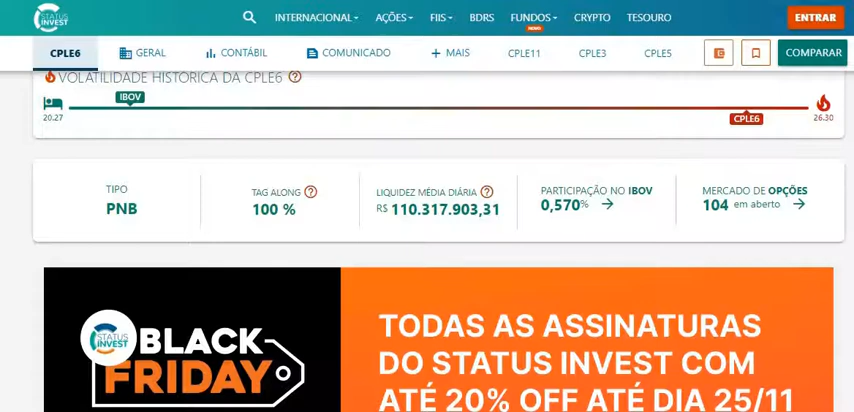 STATUS INVEST
INTERNACIONAL AÇÕES FIIS BDRS FUNDOS CRYPTO TESOURO ENTRAR
NOVO
CPLE6 GERAL CONTÁBIL COMUNICADO + MAIS CPLE11 CPLE3 CPLE5 COMPARAR
VOLATILIDADE HISTÓRICA DA CPLE6 ?
IBOV
20.27 CPLE6 26.30
TIPO TAG ALONG ? LIQUIDEZ MÉDIA DIÁRIA ? PARTICIPAÇÃO NO IBOV MERCADO DE OPÇÕES
PNB 100 % R$ 110.317.903,31 0,570% → 104 em aberto →
STATUS INVEST
BLACK
FRIDAY
TODAS AS ASSINATURAS
DO STATUS INVEST COM
ATÉ 20% OFF ATÉ DIA 25/11